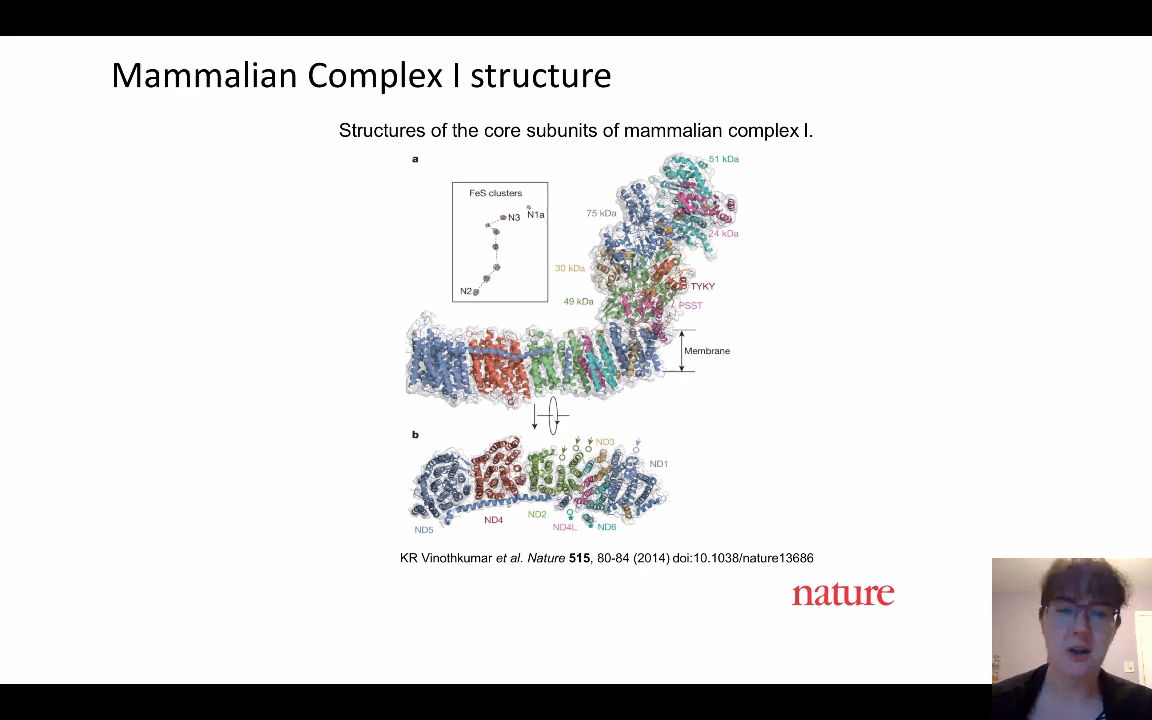 Mammalian Complex I structure
Structures of the core subunits of mammalian complex I.
a
51 kDa
FeS clusters
N3
N1a
75 kDa
24 kDa
30 kDa
TYKY
N2
49 kDa
PSST
Membrane
b
ND3
ND1
ND5
ND4
ND2
ND4L
ND6
KR Vinothkumar et al. Nature 515, 80-84 (2014) doi:10.1038/nature13686
nature